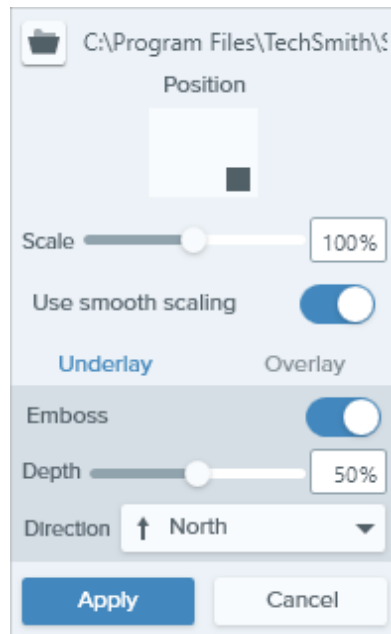 C:\Program Files\TechSmith\S
Position
Scale 100%
Use smooth scaling
Underlay Overlay
Emboss
Depth 50%
Direction North
Apply Cancel